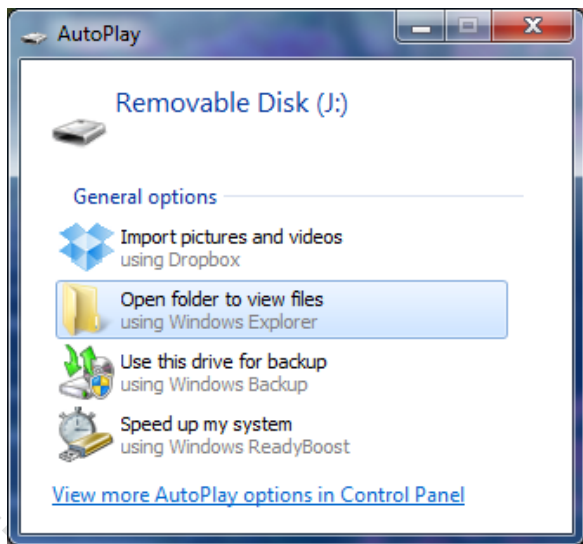 AutoPlay
Removable Disk (J:)
General options
Import pictures and videos
using Dropbox
Open folder to view files
using Windows Explorer
Use this drive for backup
using Windows Backup
Speed up my system
using Windows ReadyBoost
View more AutoPlay options in Control Panel